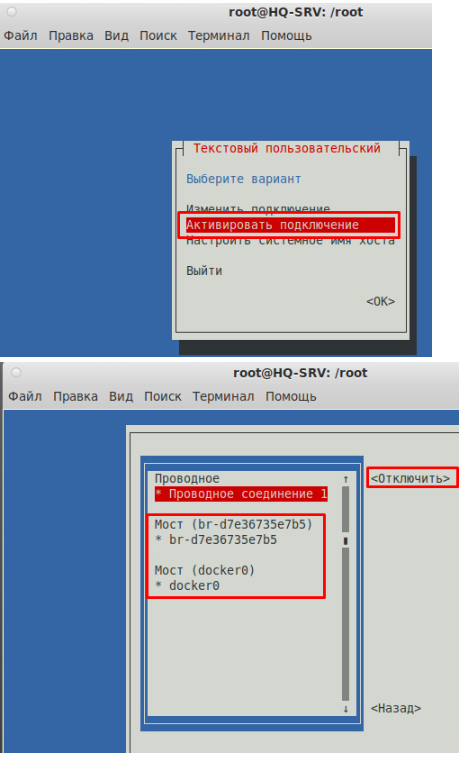 root@HQ-SRV: /root
Файл Правка Вид Поиск Терминал Помощь
Текстовый пользовательский
Выберите вариант
Изменить подключение
Активировать подключение
Настроить системное имя хоста
Выйти
<OK>
root@HQ-SRV: /root
Файл Правка Вид Поиск Терминал Помощь
Проводное
<Отключить>
* Проводное соединение 1
Мост (br-d7e36735e7b5)
* br-d7e36735e7b5
Мост (docker0)
* docker0
<Назад>